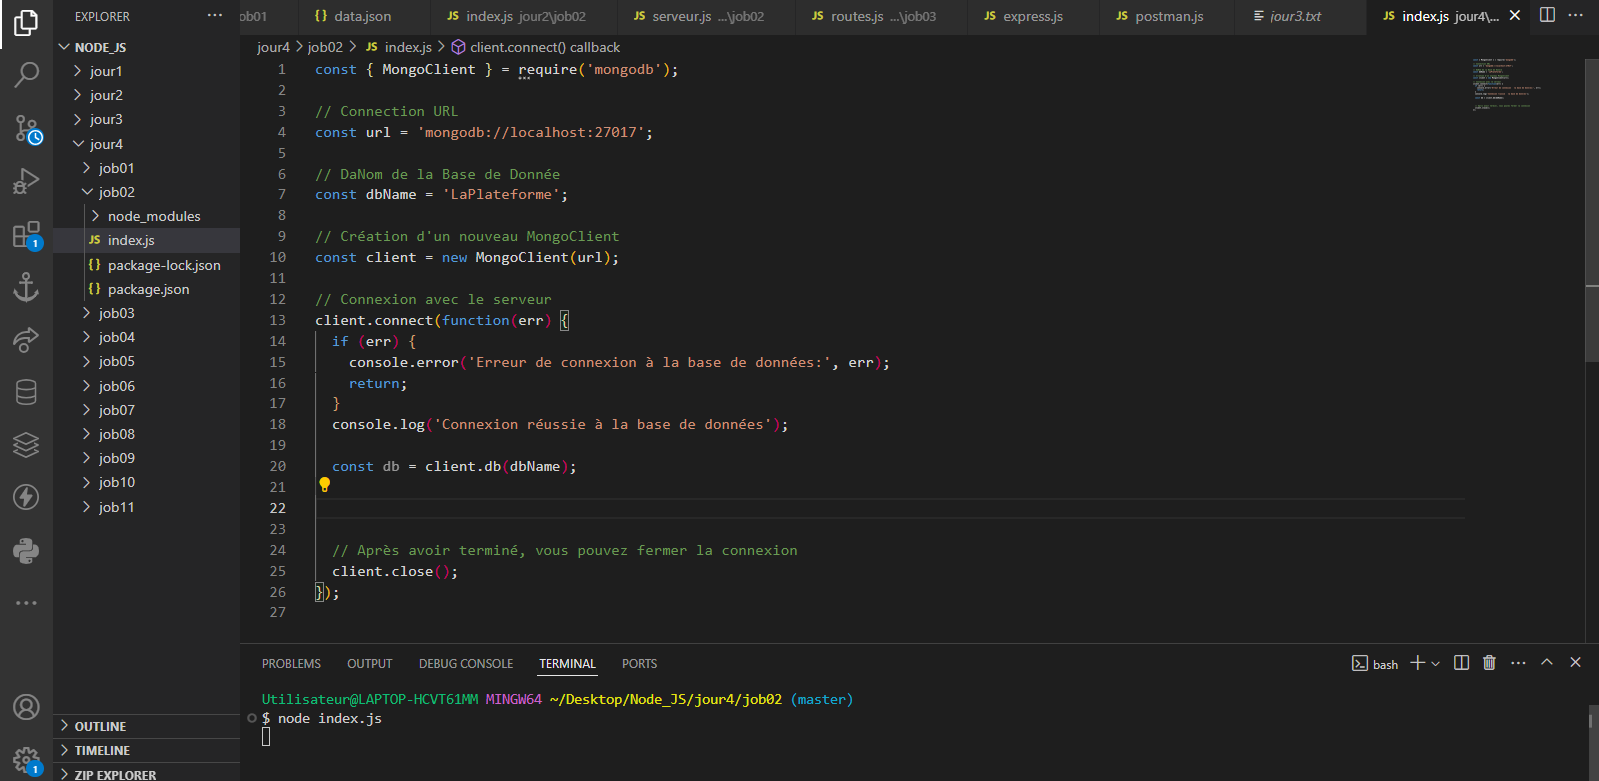 EXPLORER
NODE_JS
jour1
jour2
jour3
jour4
job01
job02
node_modules
JS index.js
{} package-lock.json
{} package.json
job03
job04
job05
job06
job07
job08
job09
job10
job11
OUTLINE
TIMELINE
ZIP EXPLORER
1
1
ob01
{} data.json
JS index.js jour2\job02
JS serveur.js ...\job02
JS routes.js ...\job03
JS express.js
JS postman.js
jour3.txt
JS index.js jour4\...
jour4 > job02 > JS index.js > client.connect() callback
1 const { MongoClient } = require('mongodb');
2
3 // Connection URL
4 const url = 'mongodb://localhost:27017';
5
6 // DaNom de la Base de Donnée
7 const dbName = 'LaPlateforme';
8
9 // Création d'un nouveau MongoClient
10 const client = new MongoClient(url);
11
12 // Connexion avec le serveur
13 client.connect(function(err) {
14 if (err) {
15 console.error('Erreur de connexion à la base de données:', err);
16 return;
17 }
18 console.log('Connexion réussie à la base de données');
19
20 const db = client.db(dbName);
21
22
23
24 // Après avoir terminé, vous pouvez fermer la connexion
25 client.close();
26 });
27
PROBLEMS OUTPUT DEBUG CONSOLE TERMINAL PORTS
bash
Utilisateur@LAPTOP-HCVT61MM MINGW64 ~/Desktop/Node_JS/jour4/job02 (master)
$ node index.js